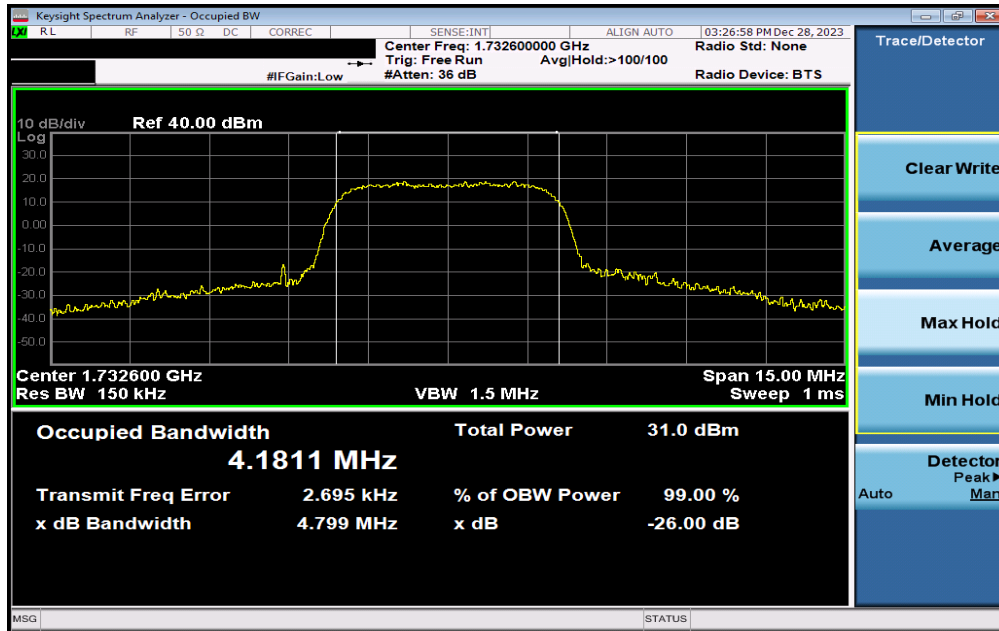 Keysight Spectrum Analyzer - Occupied BW
LXI RL RF 50 Ω DC CORREC SENSE:INT ALIGN AUTO 03:26:58 PM Dec 28, 2023
Center Freq: 1.732600000 GHz Radio Std: None
Trig: Free Run Avg|Hold:>100/100
#IFGain:Low #Atten: 36 dB Radio Device: BTS
10 dB/div Ref 40.00 dBm
Log
30.0
20.0
10.0
0.00
-10.0
-20.0
-30.0
-40.0
-50.0
Center 1.732600 GHz Span 15.00 MHz
Res BW 150 kHz VBW 1.5 MHz Sweep 1 ms
Occupied Bandwidth Total Power 31.0 dBm
4.1811 MHz
Transmit Freq Error 2.695 kHz % of OBW Power 99.00 %
x dB Bandwidth 4.799 MHz x dB -26.00 dB
Trace/Detector
Clear Write
Average
Max Hold
Min Hold
Detector
Peak▶
Auto Man
MSG STATUS